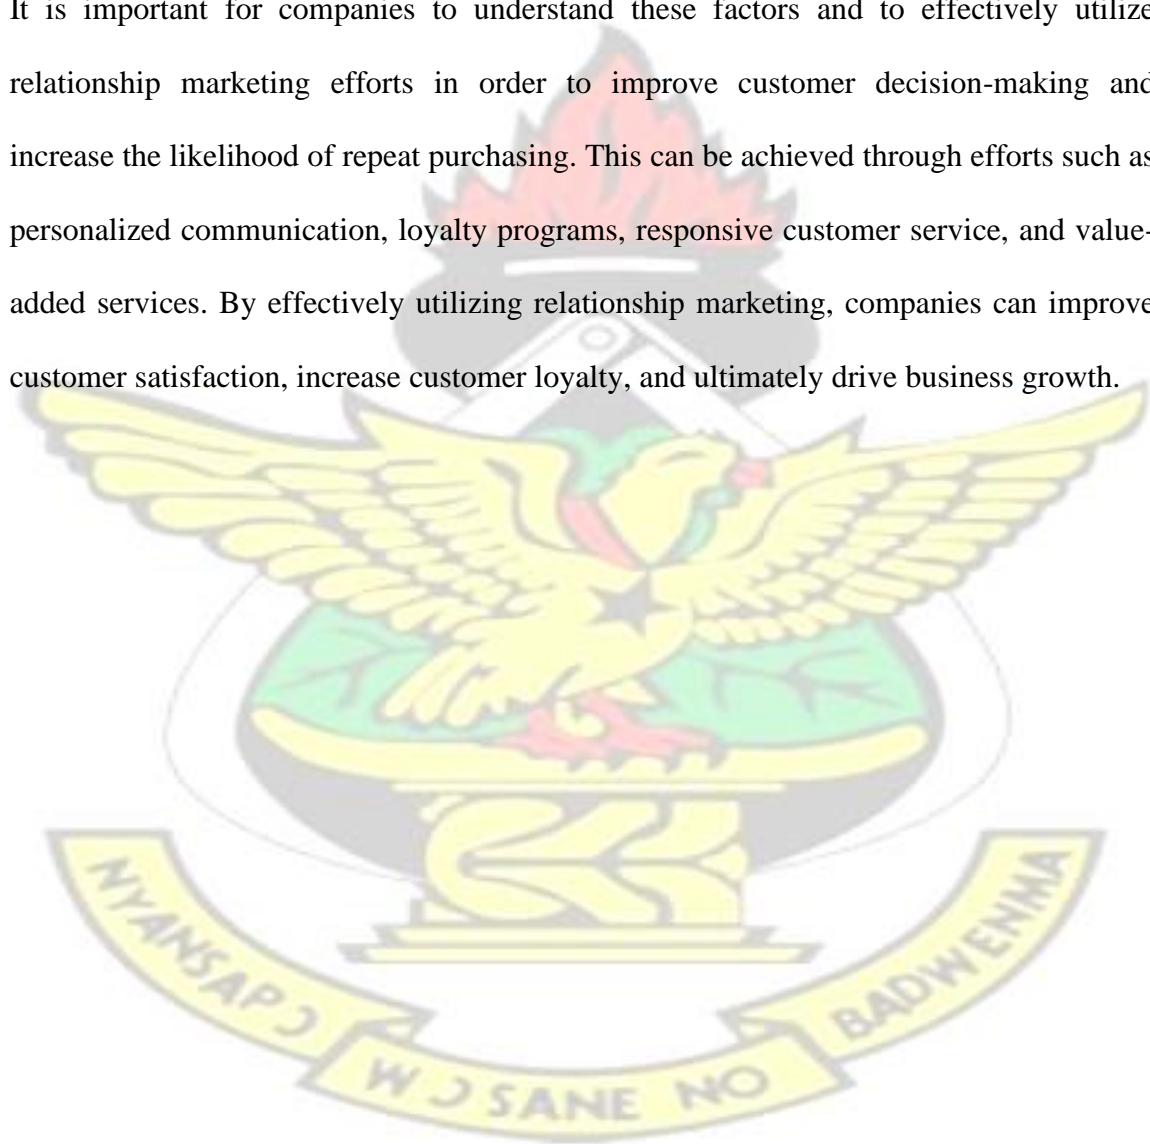 It is important for companies to understand these factors and to effectively utilize
relationship marketing efforts in order to improve customer decision-making and
increase the likelihood of repeat purchasing. This can be achieved through efforts such as
personalized communication, loyalty programs, responsive customer service, and value-
added services. By effectively utilizing relationship marketing, companies can improve
customer satisfaction, increase customer loyalty, and ultimately drive business growth.
NYANSAPƆ
WƆSANE NO
BADWENMA